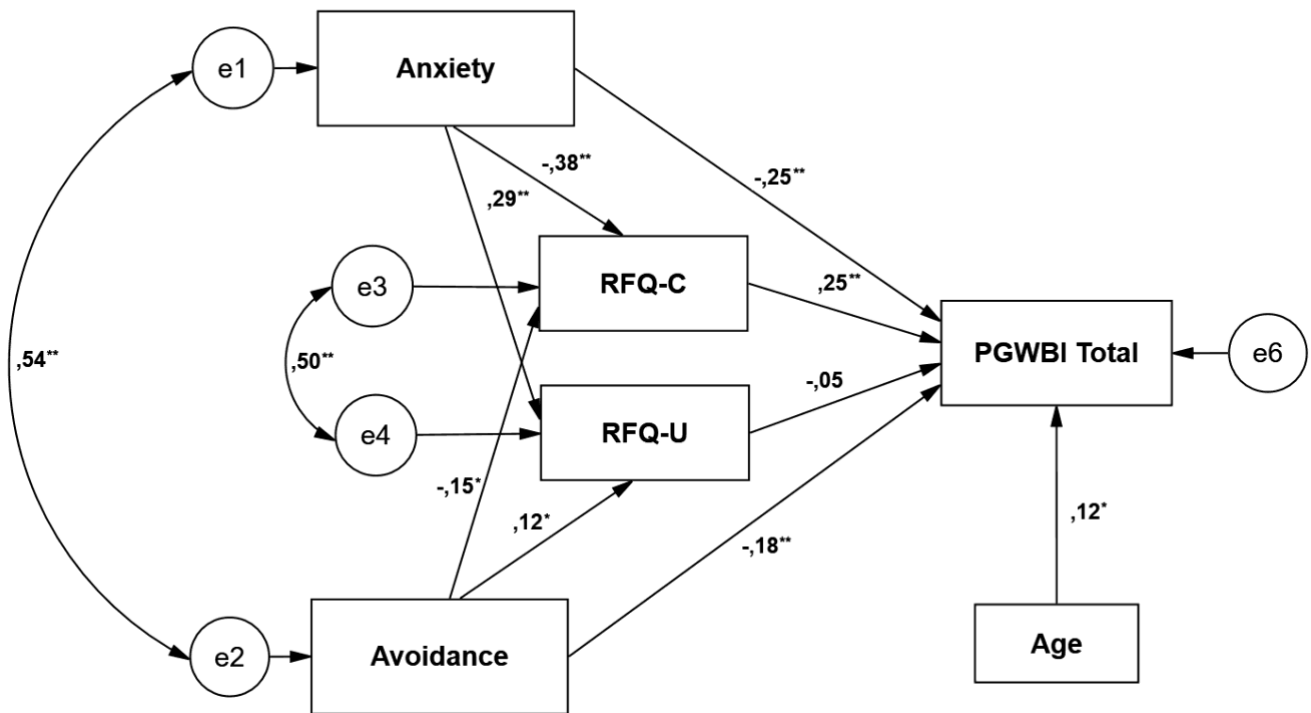 Anxiety
e1
-,38**
-,25**
,29**
RFQ-C
e3
,25**
PGWBI Total
e6
,54**
,50**
-,05
RFQ-U
e4
-,15*
,12*
,12*
-,18**
Age
Avoidance
e2